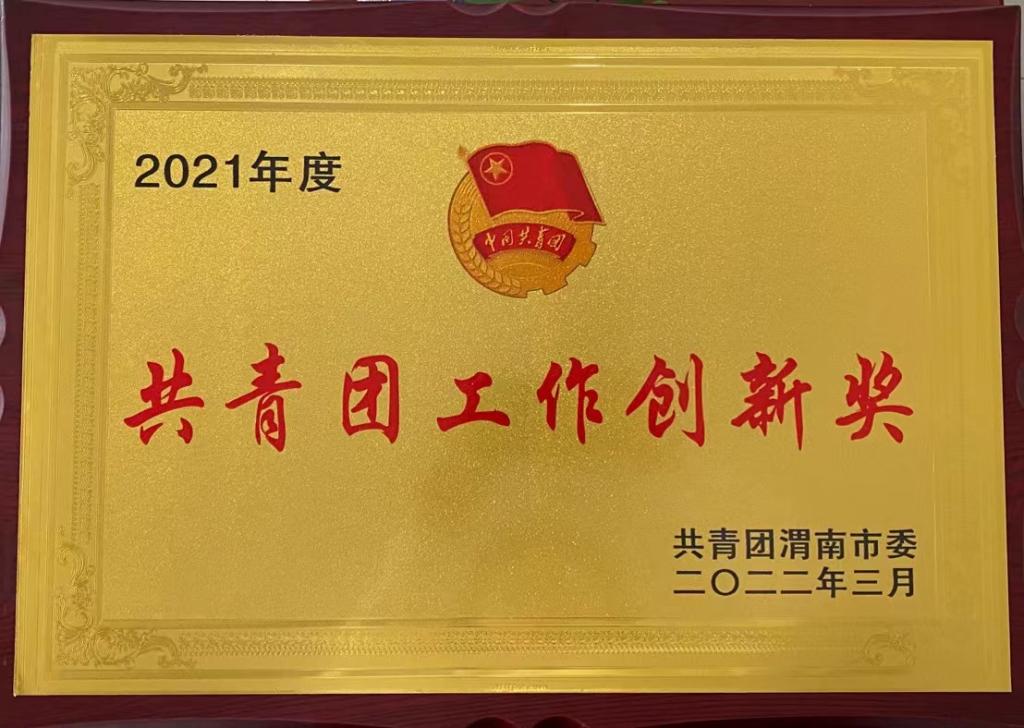 2021年度
中国共青团
共青团工作创新奖
共青团渭南市委
二〇二二年三月